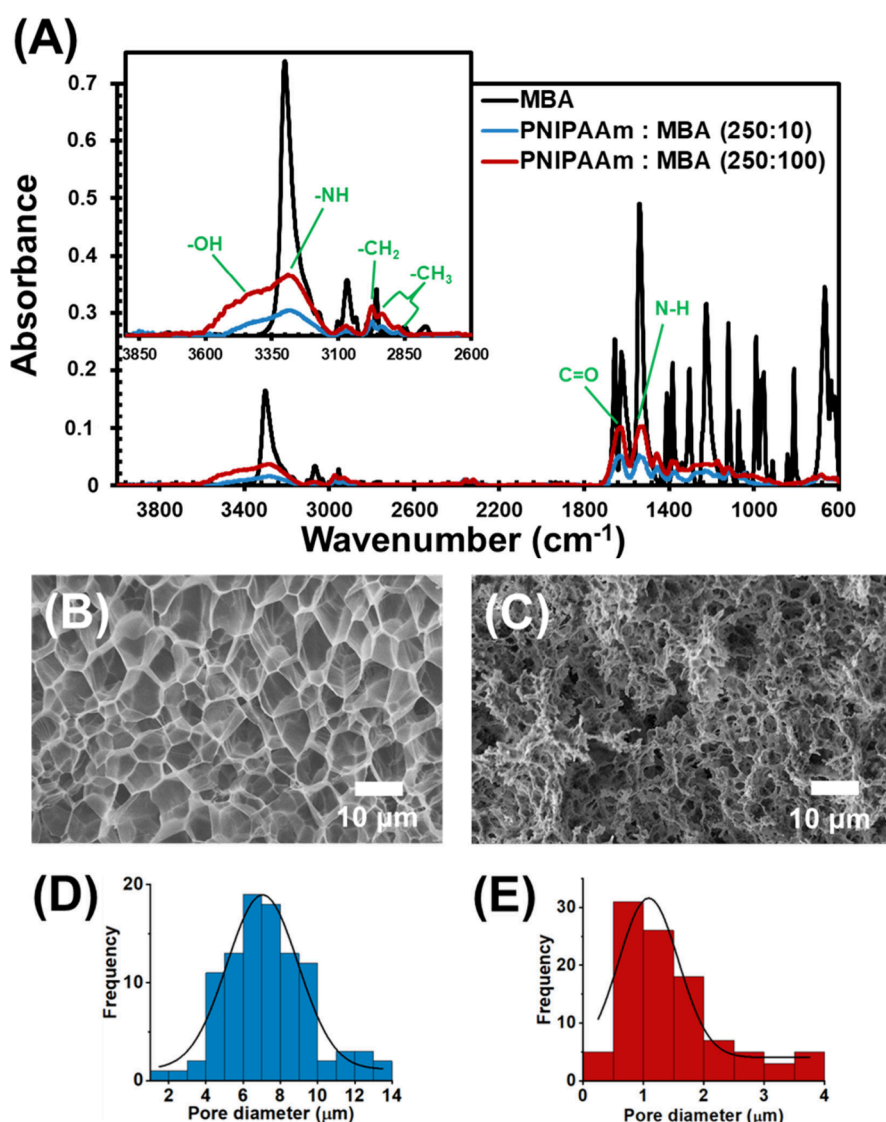 (A)
0.7
0.6
0.5
0.4
0.3
0.2
0.1
0
Absorbance
MBA
PNIPAAm : MBA (250:10)
PNIPAAm : MBA (250:100)
-OH
-NH
-CH2
-CH3
3850 3600 3350 3100 2850 2600
C=O
N-H
3800 3400 3000 2600 2200 1800 1400 1000 600
Wavenumber (cm-1)
(B)
10 µm
(C)
10 µm
(D)
20
10
0
Frequency
2 4 6 8 10 12 14
Pore diameter (µm)
(E)
30
20
10
0
Frequency
0 1 2 3 4
Pore diameter (µm)